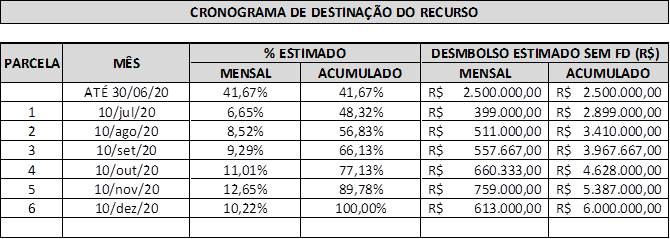 CRONOGRAMA DE DESTINAÇÃO DO RECURSO
PARCELA MÊS % ESTIMADO DESMBOLSO ESTIMADO SEM FD (R$)
MENSAL ACUMULADO MENSAL ACUMULADO
ATÉ 30/06/20 41,67% 41,67% R$ 2.500.000,00 R$ 2.500.000,00
1 10/jul/20 6,65% 48,32% R$ 399.000,00 R$ 2.899.000,00
2 10/ago/20 8,52% 56,83% R$ 511.000,00 R$ 3.410.000,00
3 10/set/20 9,29% 66,13% R$ 557.667,00 R$ 3.967.667,00
4 10/out/20 11,01% 77,13% R$ 660.333,00 R$ 4.628.000,00
5 10/nov/20 12,65% 89,78% R$ 759.000,00 R$ 5.387.000,00
6 10/dez/20 10,22% 100,00% R$ 613.000,00 R$ 6.000.000,00